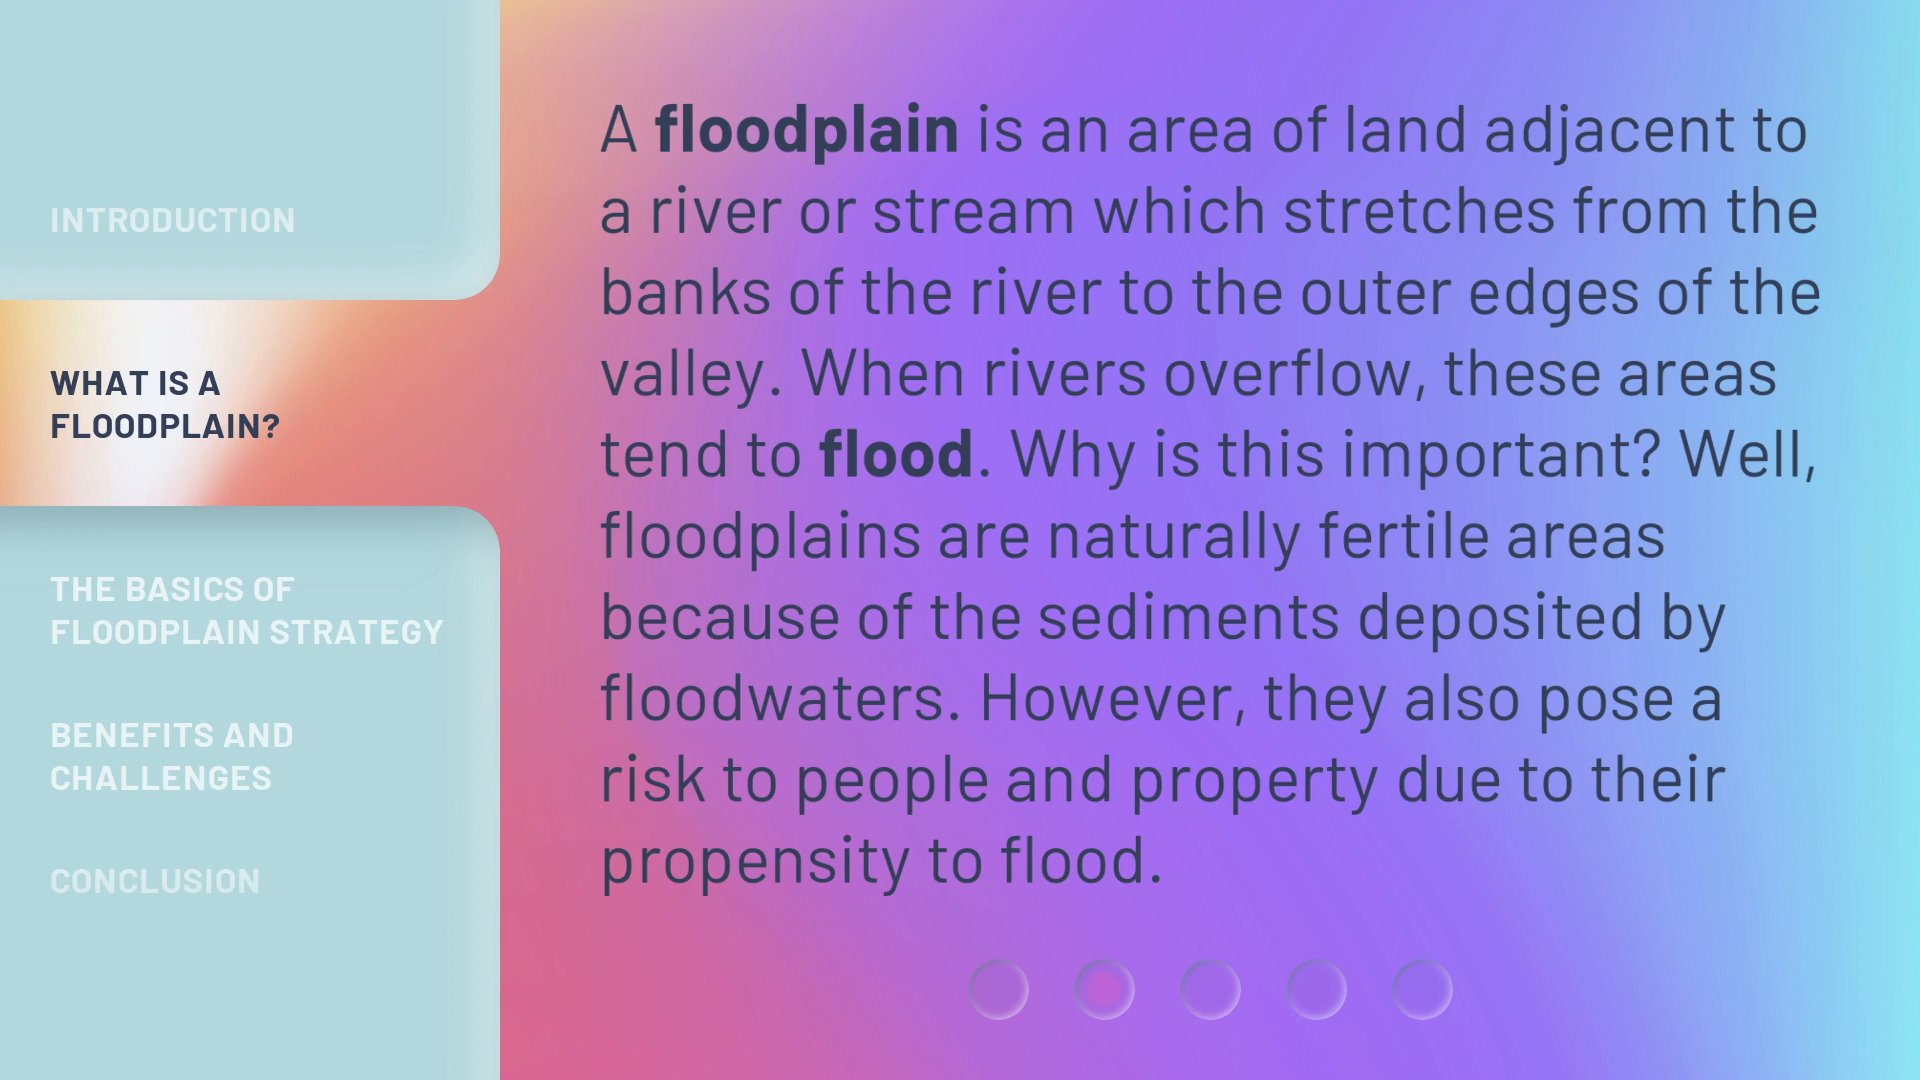 INTRODUCTION
WHAT IS A
FLOODPLAIN?
THE BASICS OF
FLOODPLAIN STRATEGY
BENEFITS AND
CHALLENGES
CONCLUSION
A floodplain is an area of land adjacent to
a river or stream which stretches from the
banks of the river to the outer edges of the
valley. When rivers overflow, these areas
tend to flood. Why is this important? Well,
floodplains are naturally fertile areas
because of the sediments deposited by
floodwaters. However, they also pose a
risk to people and property due to their
propensity to flood.